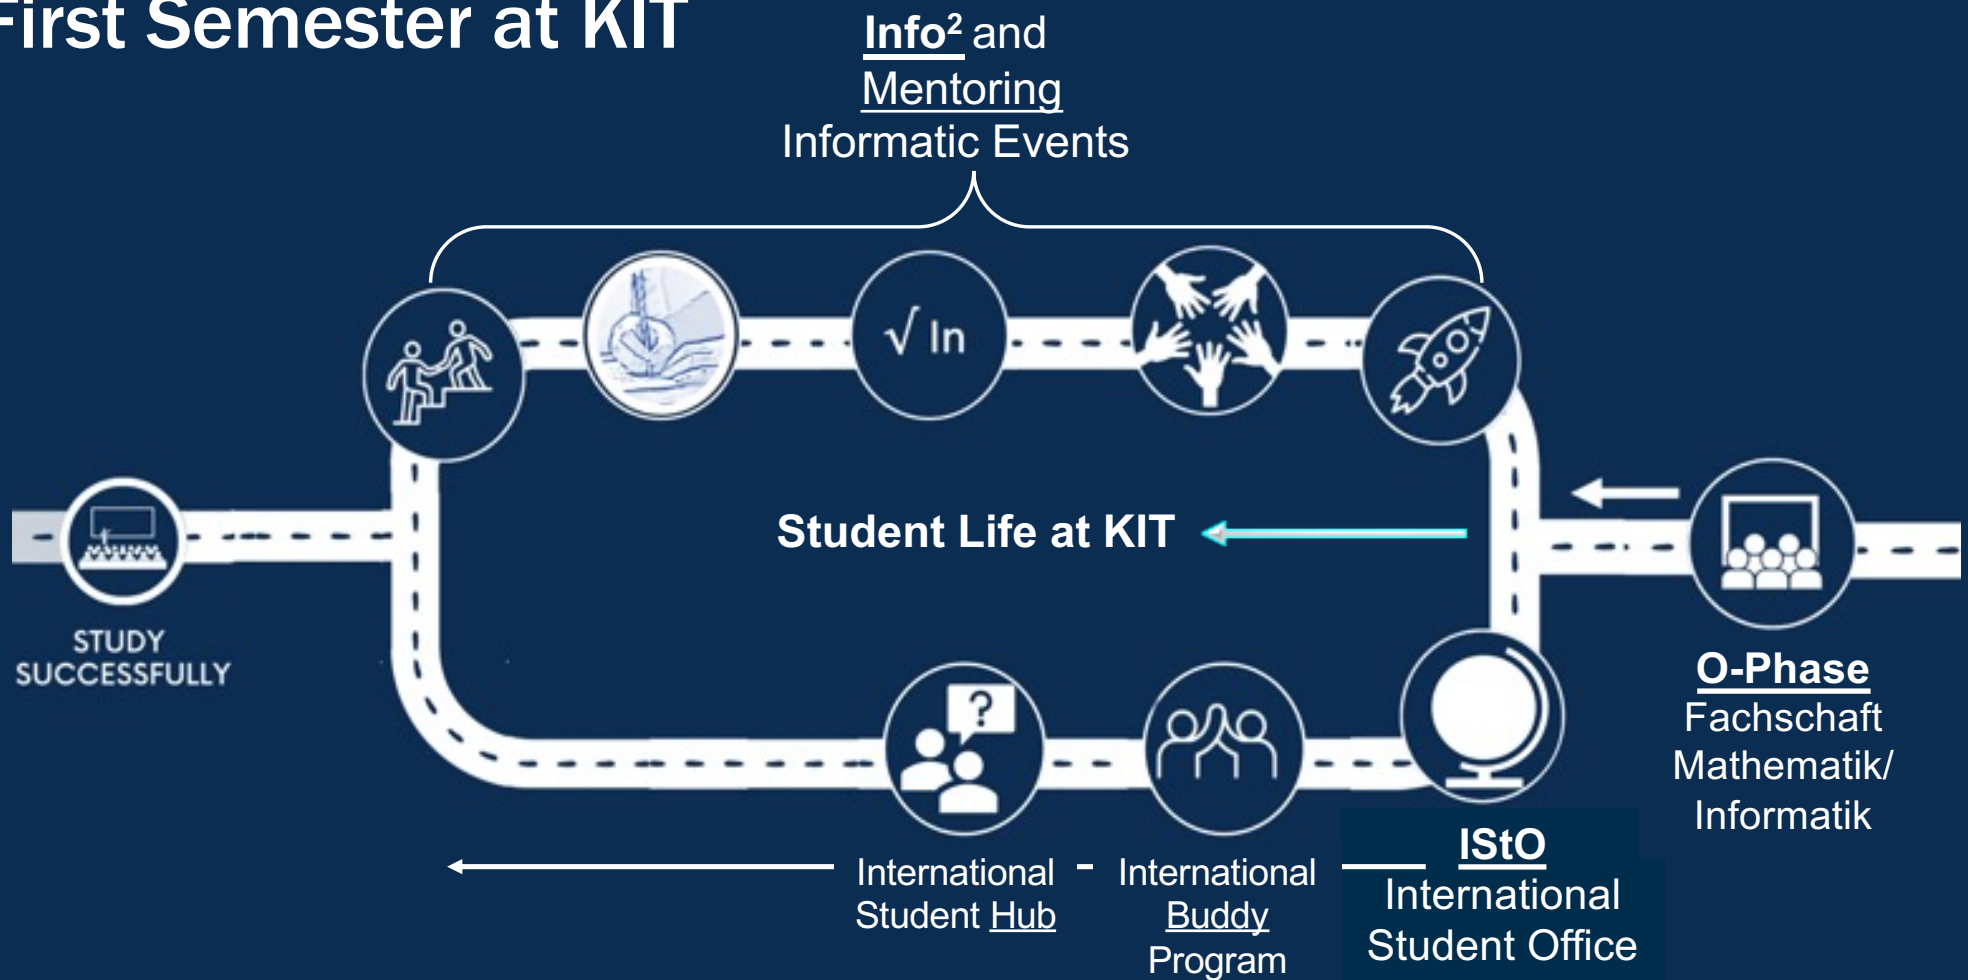 First Semester at KIT
Info² and
Mentoring
Informatic Events
√ ln
Student Life at KIT
STUDY
SUCCESSFULLY
?
O-Phase
Fachschaft
Mathematik/
Informatik
International
Student Hub
International
Buddy
Program
IStO
International
Student Office